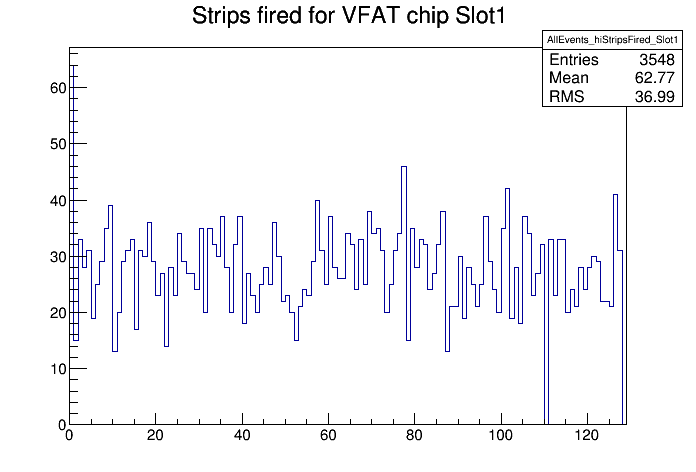 Strips fired for VFAT chip Slot1
AllEvents_hiStripsFired_Slot1
Entries 3548
Mean 62.77
RMS 36.99
60
50
40
30
20
10
0
0 20 40 60 80 100 120